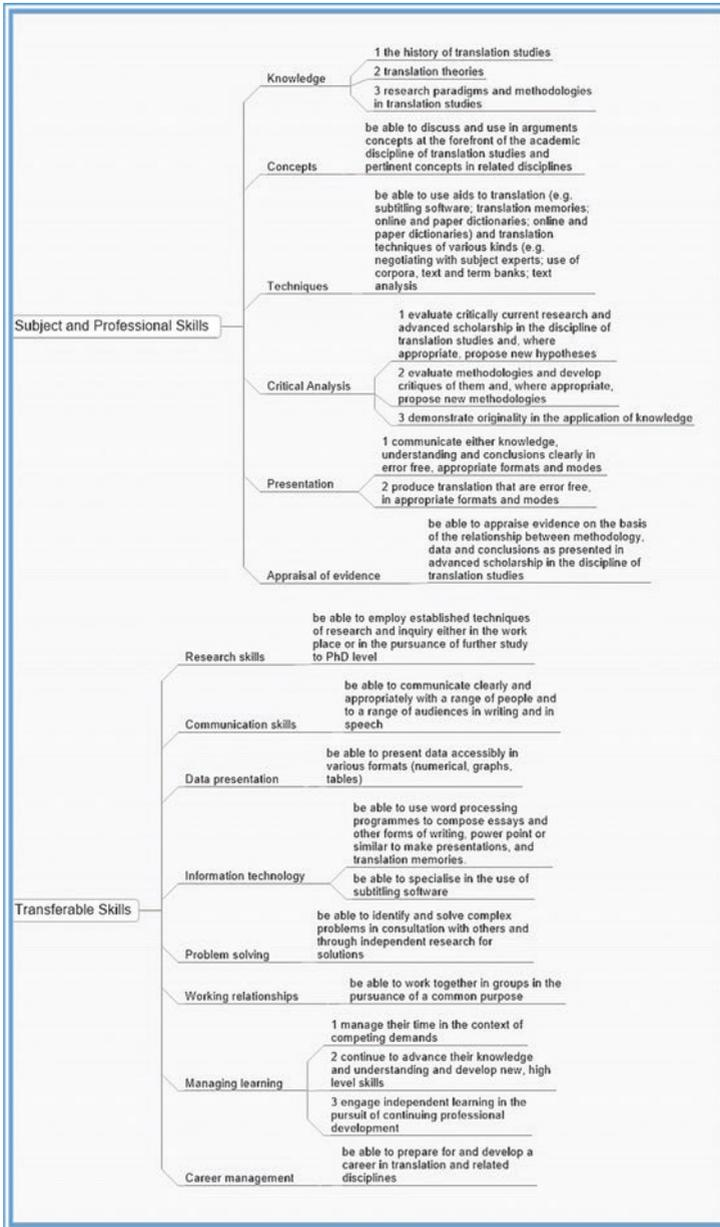 Subject and Professional Skills
Knowledge
1 the history of translation studies
2 translation theories
3 research paradigms and methodologies
in translation studies
Concepts
be able to discuss and use in arguments
concepts at the forefront of the academic
discipline of translation studies and
pertinent concepts in related disciplines
Techniques
be able to use aids to translation (e.g.
subtitling software; translation memories;
online and paper dictionaries; online and
paper dictionaries) and translation
techniques of various kinds (e.g.
negotiating with subject experts; use of
corpora, text and term banks; text
analysis
Critical Analysis
1 evaluate critically current research and
advanced scholarship in the discipline of
translation studies and, where
appropriate, propose new hypotheses
2 evaluate methodologies and develop
critiques of them and, where appropriate,
propose new methodologies
3 demonstrate originality in the application of knowledge
Presentation
1 communicate either knowledge,
understanding and conclusions clearly in
error free, appropriate formats and modes
2 produce translation that are error free,
in appropriate formats and modes
Appraisal of evidence
be able to appraise evidence on the basis
of the relationship between methodology,
data and conclusions as presented in
advanced scholarship in the discipline of
translation studies
Transferable Skills
Research skills
be able to employ established techniques
of research and inquiry either in the work
place or in the pursuance of further study
to PhD level
Communication skills
be able to communicate clearly and
appropriately with a range of people and
to a range of audiences in writing and in
speech
Data presentation
be able to present data accessibly in
various formats (numerical, graphs,
tables)
Information technology
be able to use word processing
programmes to compose essays and
other forms of writing, power point or
similar to make presentations, and
translation memories.
be able to specialise in the use of
subtitling software
Problem solving
be able to identify and solve complex
problems in consultation with others and
through independent research for
solutions
Working relationships
be able to work together in groups in the
pursuance of a common purpose
Managing learning
1 manage their time in the context of
competing demands
2 continue to advance their knowledge
and understanding and develop new, high
level skills
3 engage independent learning in the
pursuit of continuing professional
development
Career management
be able to prepare for and develop a
career in translation and related
disciplines